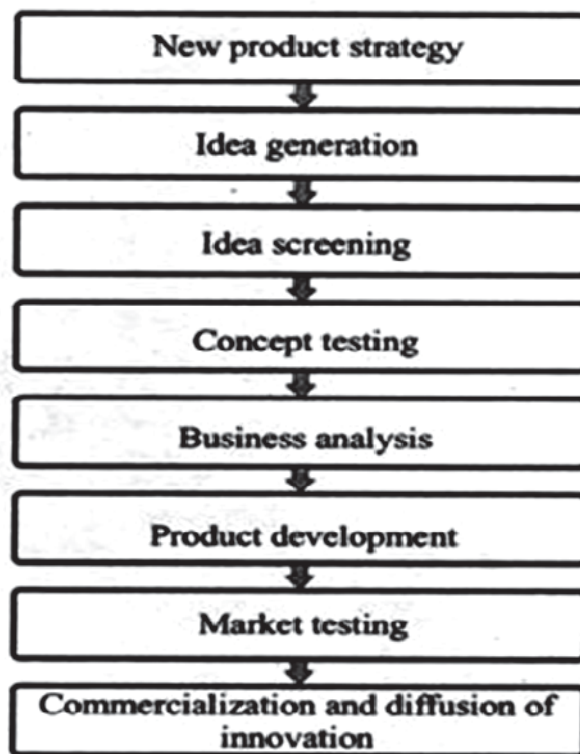 New product strategy
Idea generation
Idea screening
Concept testing
Business analysis
Product development
Market testing
Commercialization and diffusion of
innovation